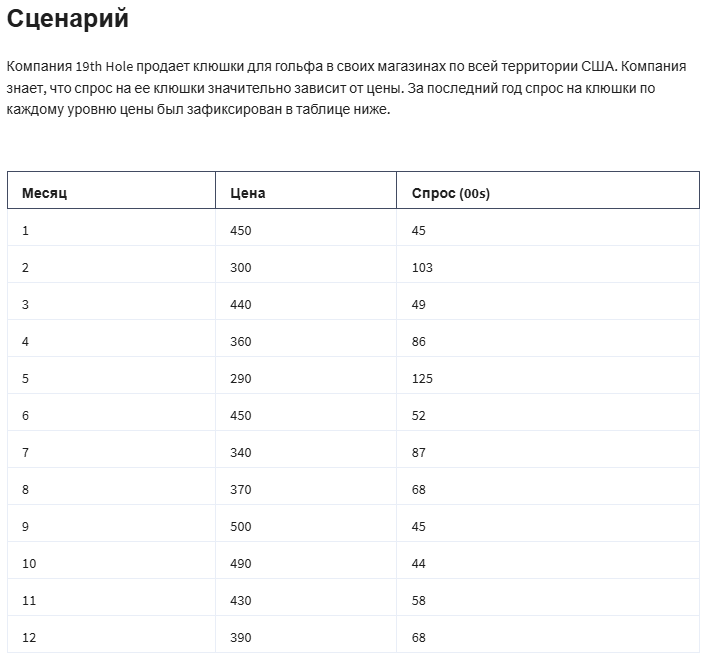 Сценарий
Компания 19th Hole продает клюшки для гольфа в своих магазинах по всей территории США. Компания
знает, что спрос на ее клюшки значительно зависит от цены. За последний год спрос на клюшки по
каждому уровню цены был зафиксирован в таблице ниже.
Месяц Цена Спрос (00s)
1 450 45
2 300 103
3 440 49
4 360 86
5 290 125
6 450 52
7 340 87
8 370 68
9 500 45
10 490 44
11 430 58
12 390 68